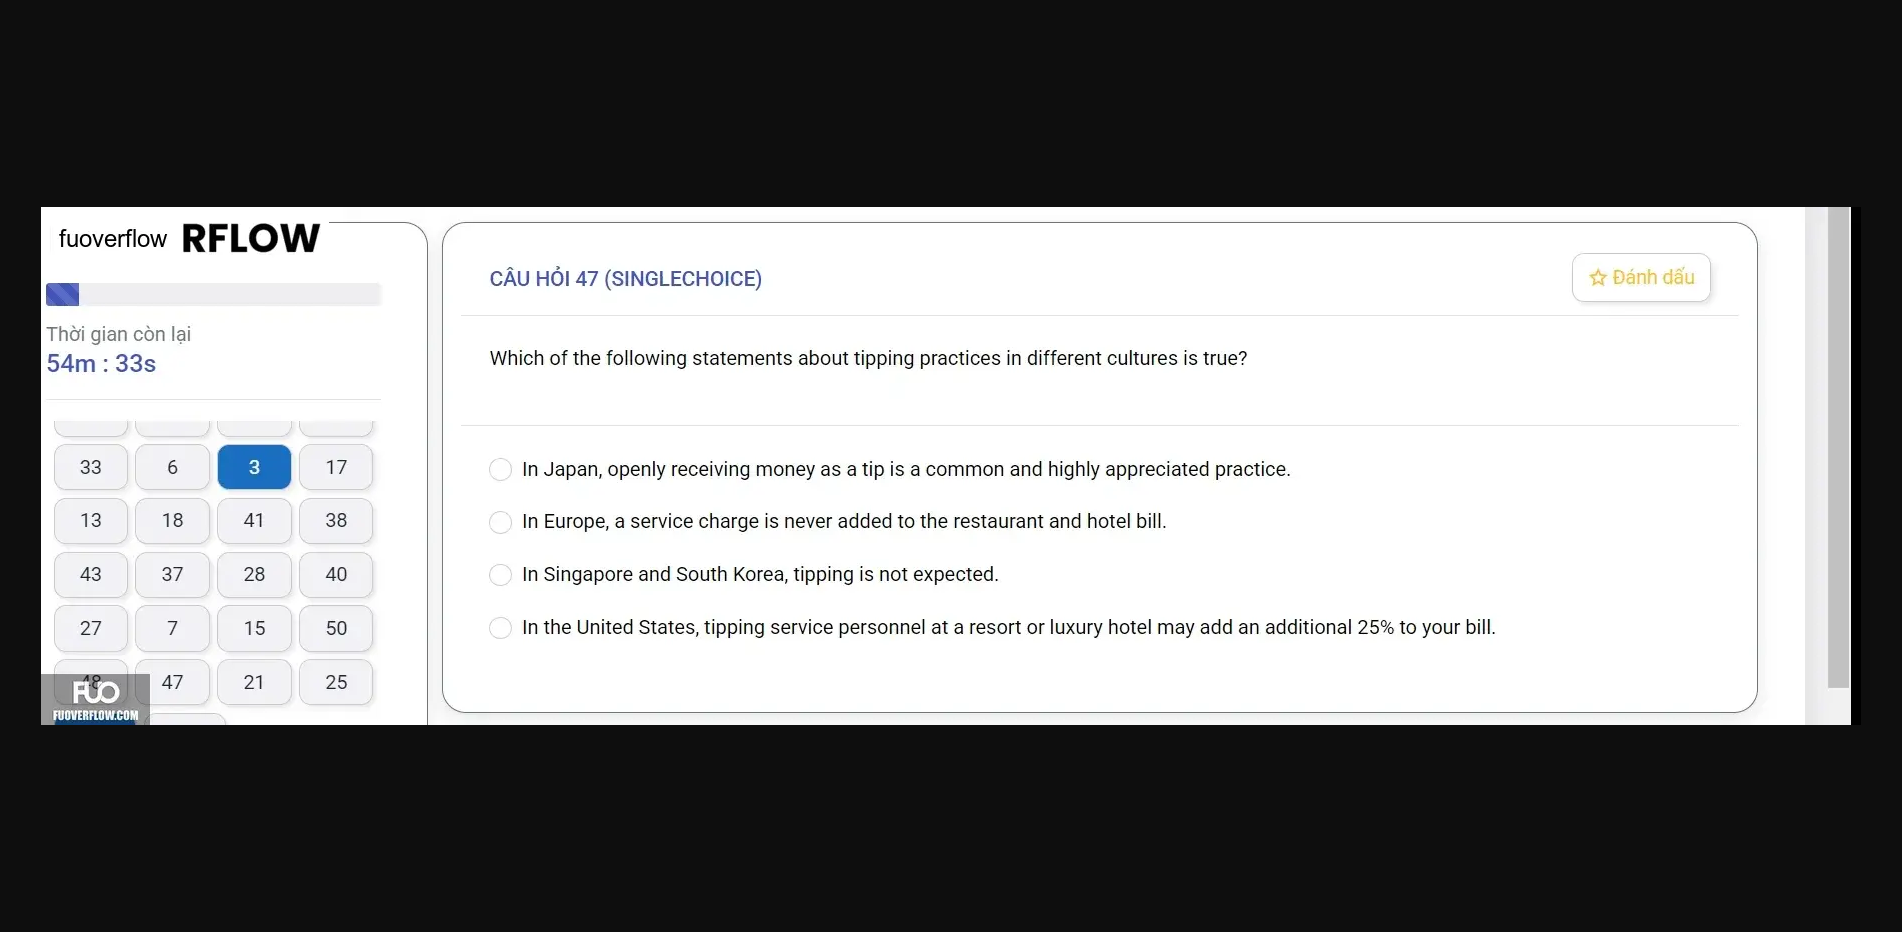 fuoverflow RFLOW
Thời gian còn lại
54m : 33s
33 6 3 17
13 18 41 38
43 37 28 40
27 7 15 50
48 47 21 25
FUO
FUOVERFLOW.COM
CÂU HỎI 47 (SINGLECHOICE)
Đánh dấu
Which of the following statements about tipping practices in different cultures is true?
In Japan, openly receiving money as a tip is a common and highly appreciated practice.
In Europe, a service charge is never added to the restaurant and hotel bill.
In Singapore and South Korea, tipping is not expected.
In the United States, tipping service personnel at a resort or luxury hotel may add an additional 25% to your bill.